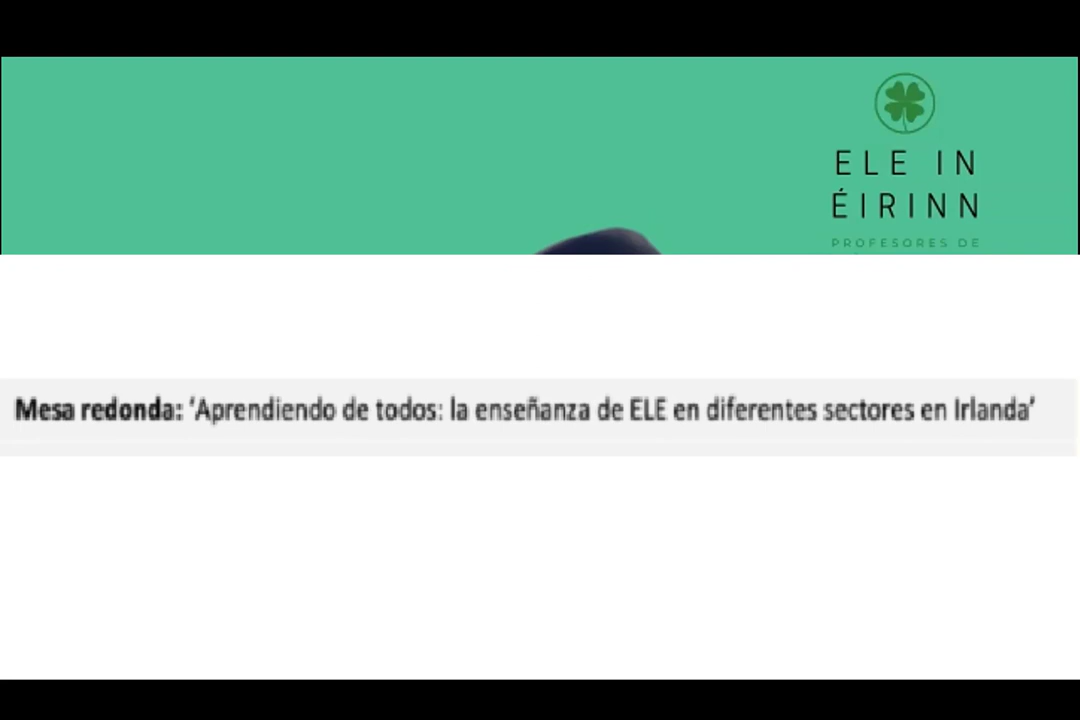 ELE IN
ÉIRINN
PROFESORES DE
Mesa redonda: ‘Aprendiendo de todos: la enseñanza de ELE en diferentes sectores en Irlanda’